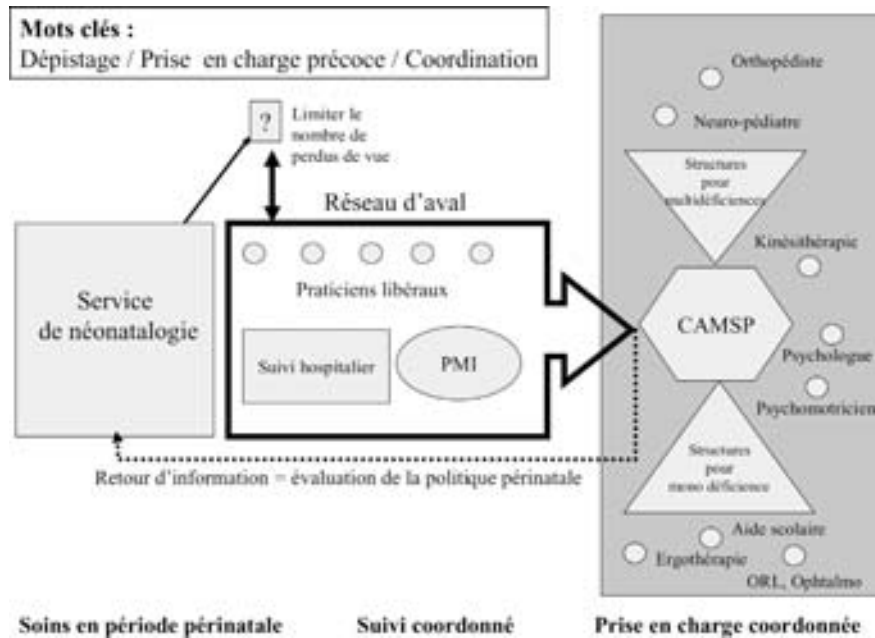 Mots clés :
Dépistage / Prise en charge précoce / Coordination
?
Limiter le
nombre de
perdus de vue
Réseau d'aval
Service
de néonatalogie
Praticiens libéraux
Suivi hospitalier
PMI
Retour d'information = évaluation de la politique périnatale
Orthopédiste
Neuro-pédiatre
Structures
pour
multidéficiences
Kinésithérapie
CAMSP
Psychologue
Psychomotricien
Structures
pour
mono déficience
Aide scolaire
Ergothérapie
ORL, Ophtalmo
Soins en période périnatale
Suivi coordonné
Prise en charge coordonnée